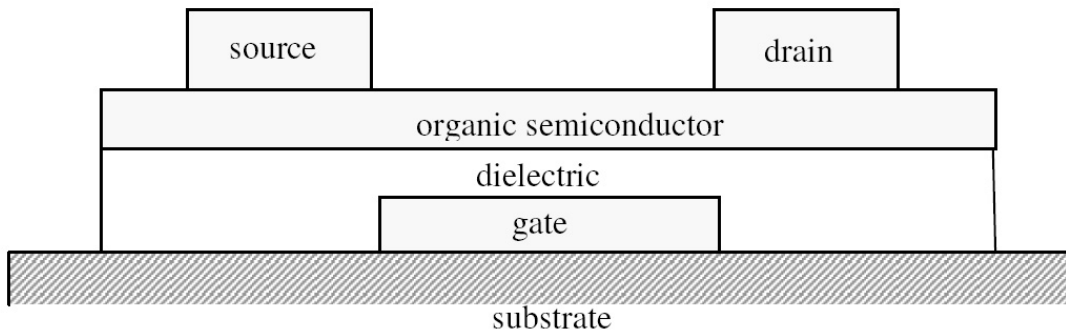 source
drain
organic semiconductor
dielectric
gate
substrate